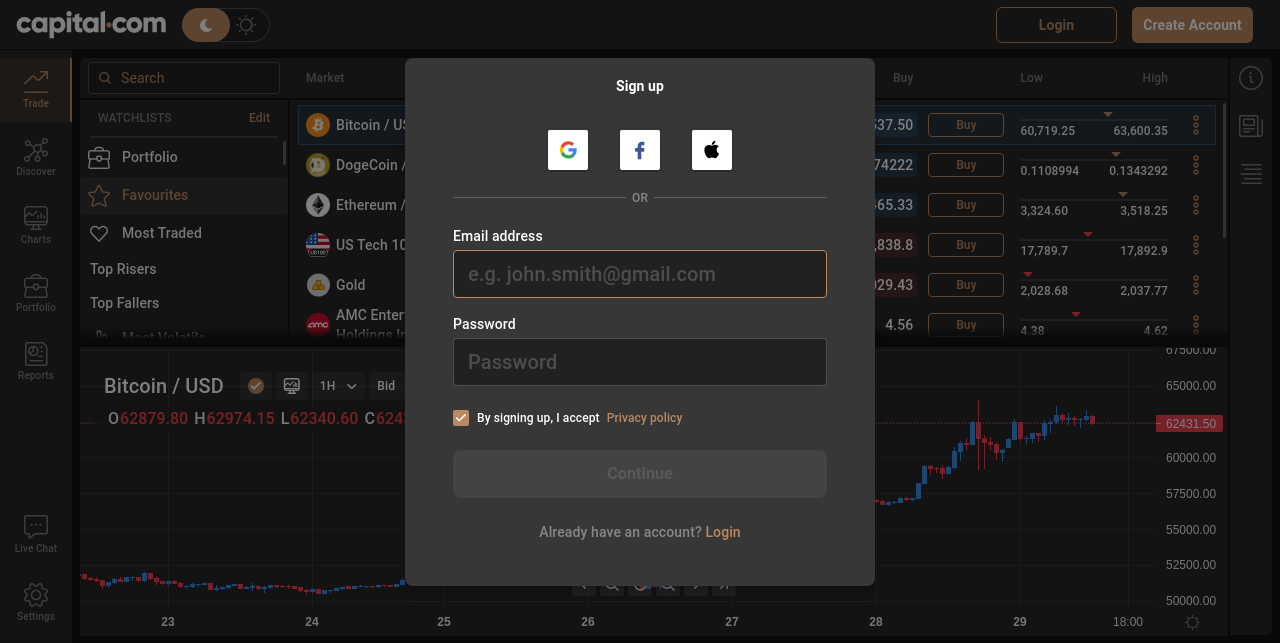 capital.com
Login
Create Account
Trade
Discover
Charts
Portfolio
Reports
Live Chat
Settings
Search
WATCHLISTS Edit
Portfolio
Favourites
Most Traded
Top Risers
Top Fallers
Most Volatile
Market Buy Low High
Bitcoin / US 537.50 Buy 60,719.25 63,600.35
DogeCoin / 74222 Buy 0.1108994 0.1343292
Ethereum / 465.33 Buy 3,324.60 3,518.25
US100
US Tech 10 ,838.8 Buy 17,789.7 17,892.9
Gold 029.43 Buy 2,028.68 2,037.77
amc
AMC Enter
Holdings In 4.56 Buy 4.38 4.62
Sign up
OR
Email address
e.g. john.smith@gmail.com
Password
Password
By signing up, I accept Privacy policy
Continue
Already have an account? Login
Bitcoin / USD 1H Bid
O62879.80 H62974.15 L62340.60 C6243
67500.00
65000.00
62431.50
60000.00
57500.00
55000.00
52500.00
50000.00
23 24 25 26 27 28 29 18:00